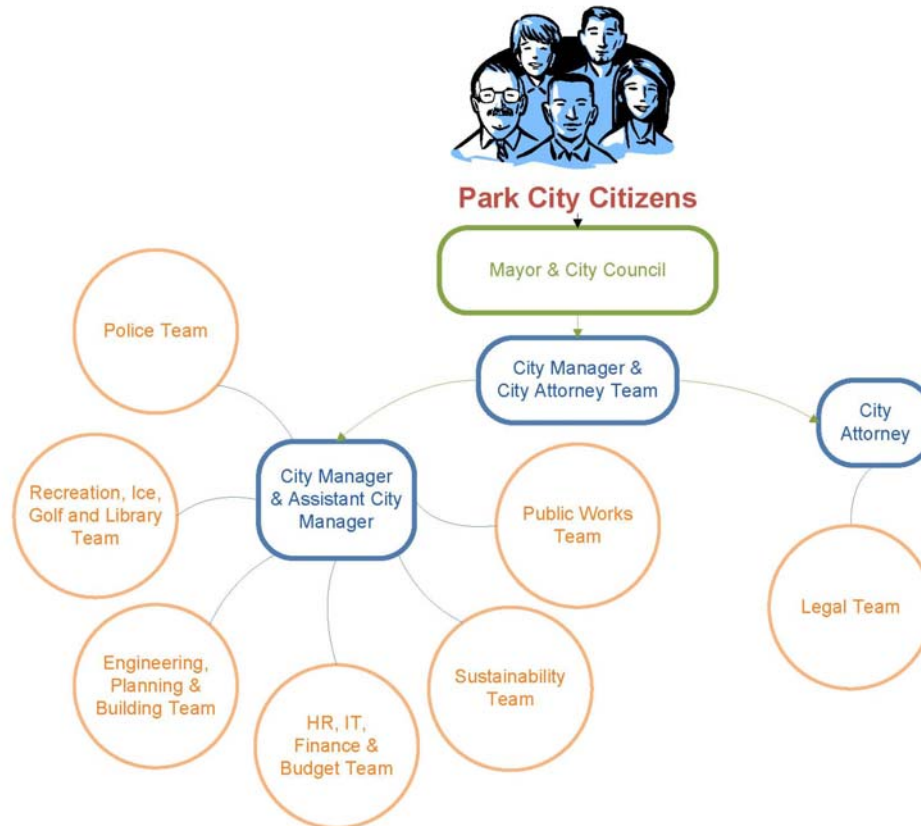 Park City Citizens
Mayor & City Council
City Manager &
City Attorney Team
City
Attorney
City Manager
& Assistant City
Manager
Police Team
Recreation, Ice,
Golf and Library
Team
Engineering,
Planning &
Building Team
HR, IT,
Finance &
Budget Team
Sustainability
Team
Public Works
Team
Legal Team